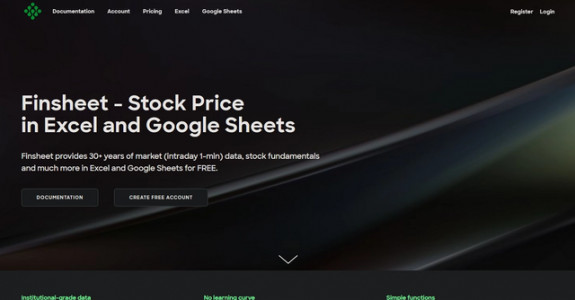 Documentation Account Pricing Excel Google Sheets Register Login
Finsheet - Stock Price
in Excel and Google Sheets
Finsheet provides 30+ years of market (intraday 1-min) data, stock fundamentals
and much more in Excel and Google Sheets for FREE.
DOCUMENTATION CREATE FREE ACCOUNT
Institutional-grade data No learning curve Simple functions